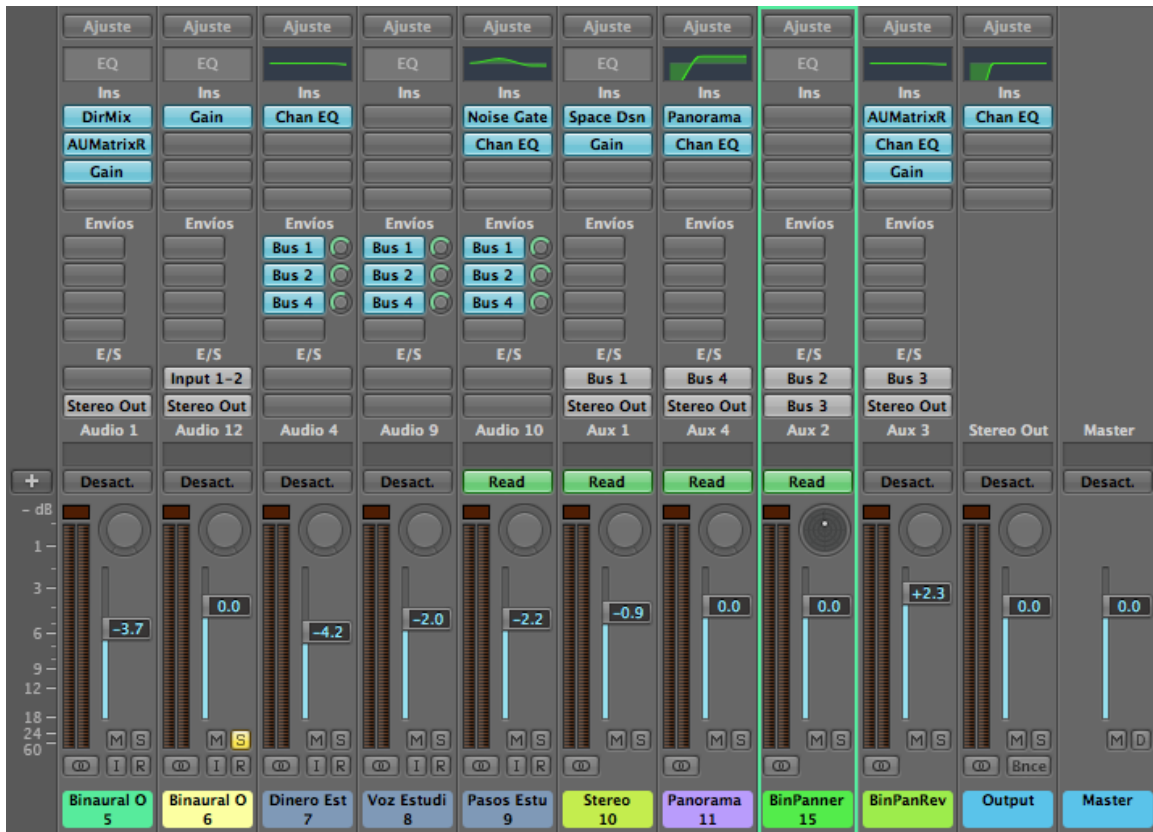 Ajuste Ajuste Ajuste Ajuste Ajuste Ajuste Ajuste Ajuste Ajuste Ajuste
EQ EQ EQ EQ EQ
Ins Ins Ins Ins Ins Ins Ins Ins Ins Ins
DirMix Gain Chan EQ Noise Gate Space Dsn Panorama AUMatrixR Chan EQ
AUMatrixR Chan EQ Gain Chan EQ Chan EQ
Gain Gain
Envíos Envíos Envíos Envíos Envíos Envíos Envíos Envíos Envíos
Bus 1 Bus 1 Bus 1
Bus 2 Bus 2 Bus 2
Bus 4 Bus 4 Bus 4
E/S E/S E/S E/S E/S E/S E/S E/S E/S
Input 1-2 Bus 1 Bus 4 Bus 2 Bus 3
Stereo Out Stereo Out Stereo Out Stereo Out Bus 3 Stereo Out
Audio 1 Audio 12 Audio 4 Audio 9 Audio 10 Aux 1 Aux 4 Aux 2 Aux 3 Stereo Out Master
+ Desact. Desact. Desact. Desact. Read Read Read Read Desact. Desact. Desact.
- dB
1
3
6
9
12
18
24
60
-3.7 0.0 -4.2 -2.0 -2.2 -0.9 0.0 0.0 +2.3 0.0 0.0
M S M S M S M S M S M S M S M S M S M S M D
I R I R I R I R I R Bnce
Binaural O Binaural O Dinero Est Voz Estudi Pasos Estu Stereo Panorama BinPanner BinPanRev Output Master
5 6 7 8 9 10 11 15